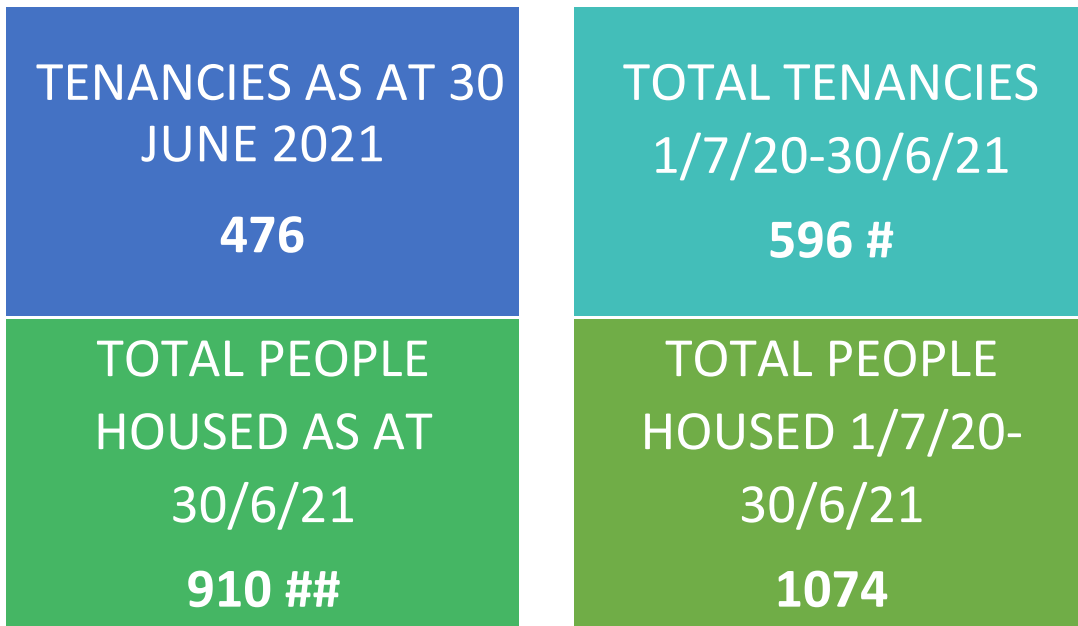 TENANCIES AS AT 30
JUNE 2021
476
TOTAL TENANCIES
1/7/20-30/6/21
596 #
TOTAL PEOPLE
HOUSED AS AT
30/6/21
910 ##
TOTAL PEOPLE
HOUSED 1/7/20-
30/6/21
1074